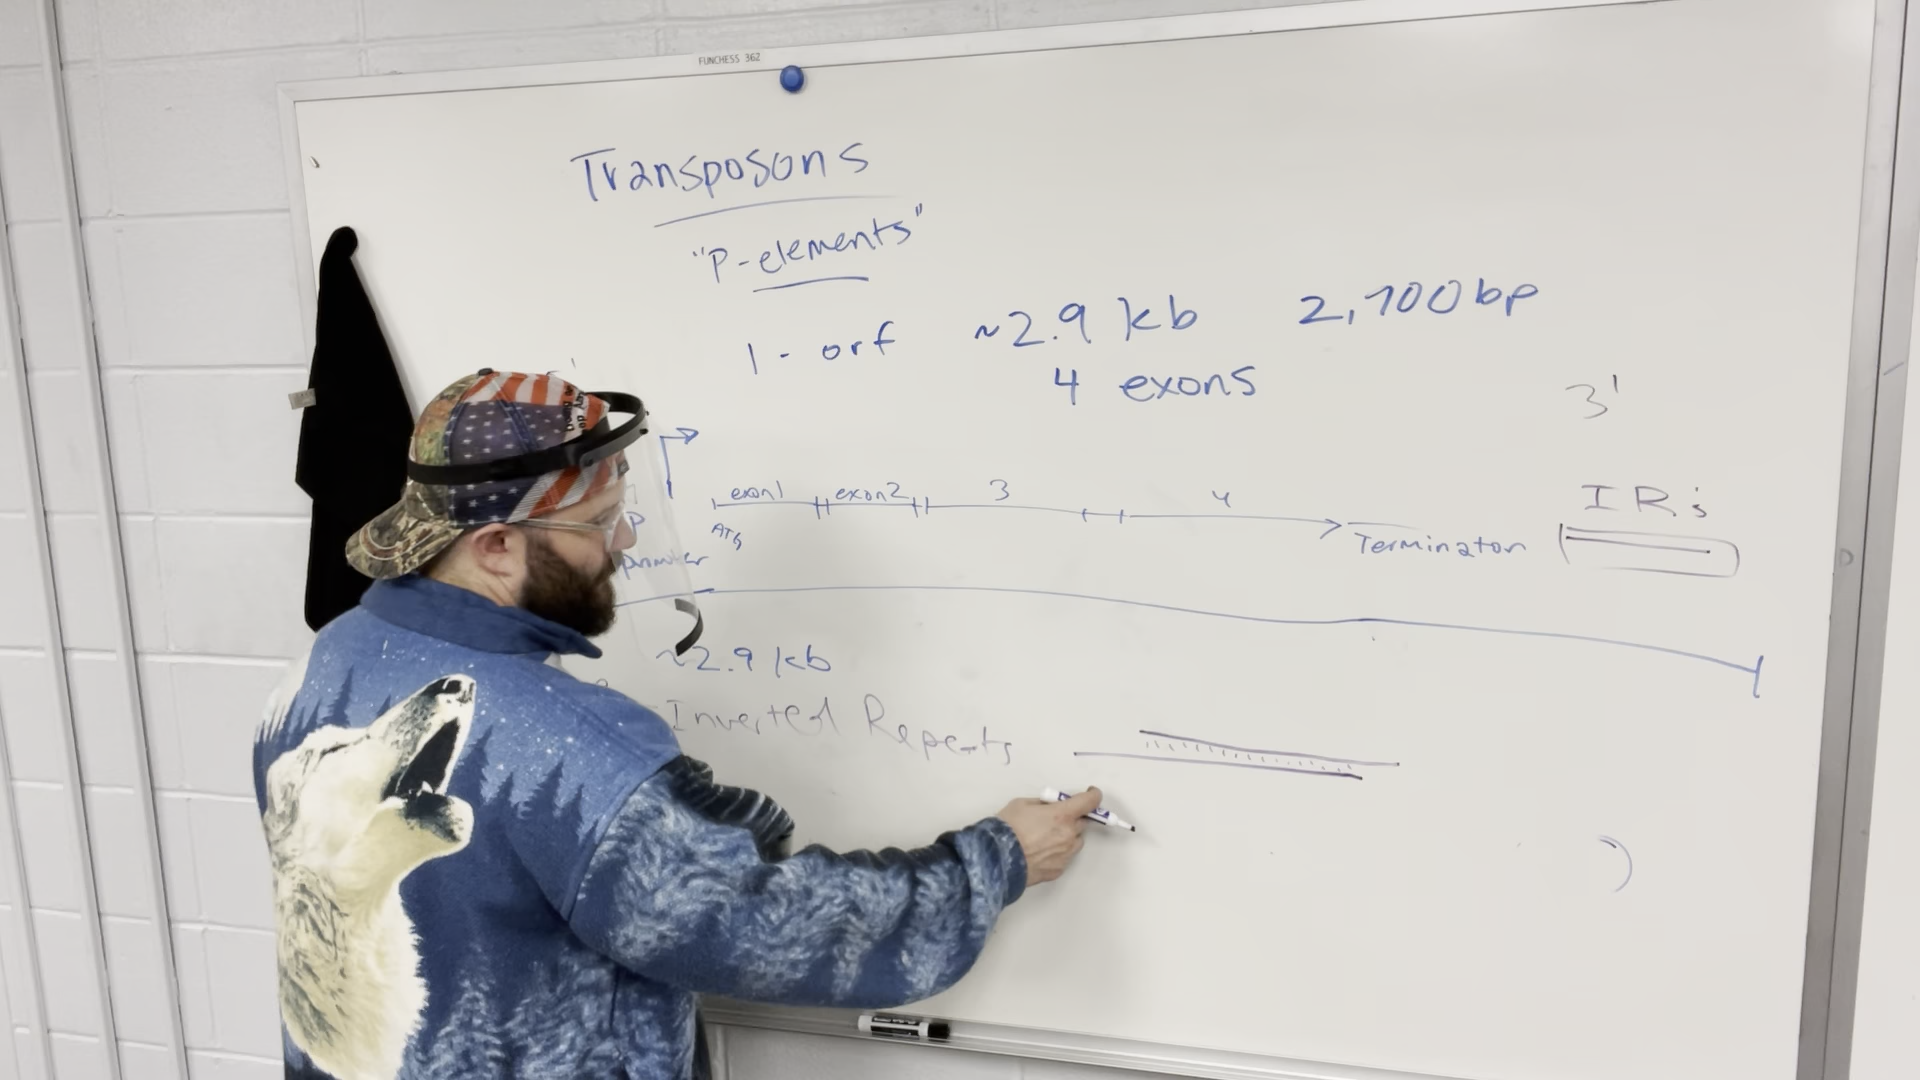 FUNCHESS 362
Transposons
"P-elements"
1 - orf ~2.9 kb 2,900bp
4 exons
3'
exon1 exon2 3 4
IRs
P
ATG
promoter
Terminator
~2.9 kb
Inverted Repeats